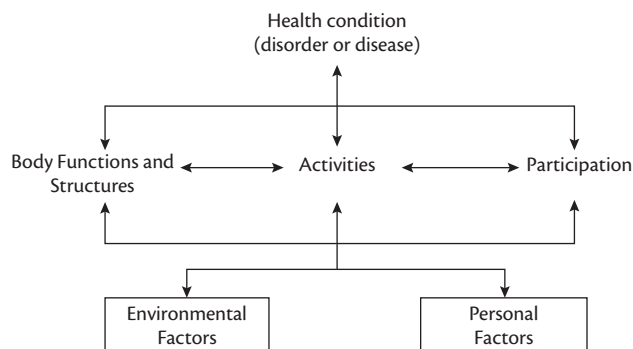 Health condition
(disorder or disease)
Body Functions and
Structures
Activities
Participation
Environmental
Factors
Personal
Factors